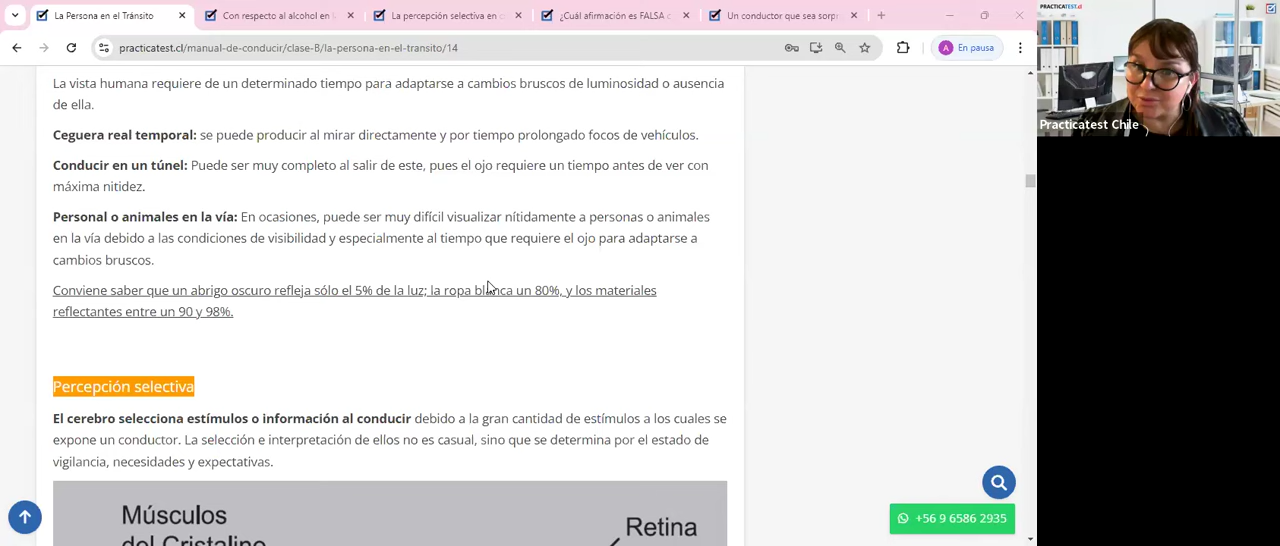 La Persona en el Tránsito
Con respecto al alcohol en
La percepción selectiva en
¿Cuál afirmación es FALSA
Un conductor que sea sorp
practicatest.cl/manual-de-conducir/clase-B/la-persona-en-el-transito/14
A En pausa
PRACTICATEST.cl
Practicatest Chile
La vista humana requiere de un determinado tiempo para adaptarse a cambios bruscos de luminosidad o ausencia
de ella.
Ceguera real temporal: se puede producir al mirar directamente y por tiempo prolongado focos de vehículos.
Conducir en un túnel: Puede ser muy completo al salir de este, pues el ojo requiere un tiempo antes de ver con
máxima nitidez.
Personal o animales en la vía: En ocasiones, puede ser muy difícil visualizar nítidamente a personas o animales
en la vía debido a las condiciones de visibilidad y especialmente al tiempo que requiere el ojo para adaptarse a
cambios bruscos.
Conviene saber que un abrigo oscuro refleja sólo el 5% de la luz; la ropa blanca un 80%, y los materiales
reflectantes entre un 90 y 98%.
Percepción selectiva
El cerebro selecciona estímulos o información al conducir debido a la gran cantidad de estímulos a los cuales se
expone un conductor. La selección e interpretación de ellos no es casual, sino que se determina por el estado de
vigilancia, necesidades y expectativas.
Músculos
del Cristalino
Retina
+56 9 6586 2935